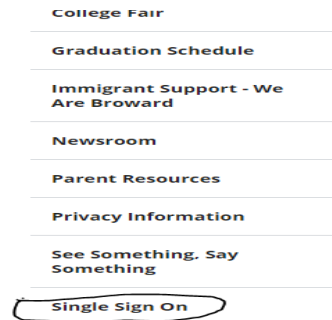 College Fair
Graduation Schedule
Immigrant Support - We
Are Broward
Newsroom
Parent Resources
Privacy Information
See Something, Say
Something
Single Sign On